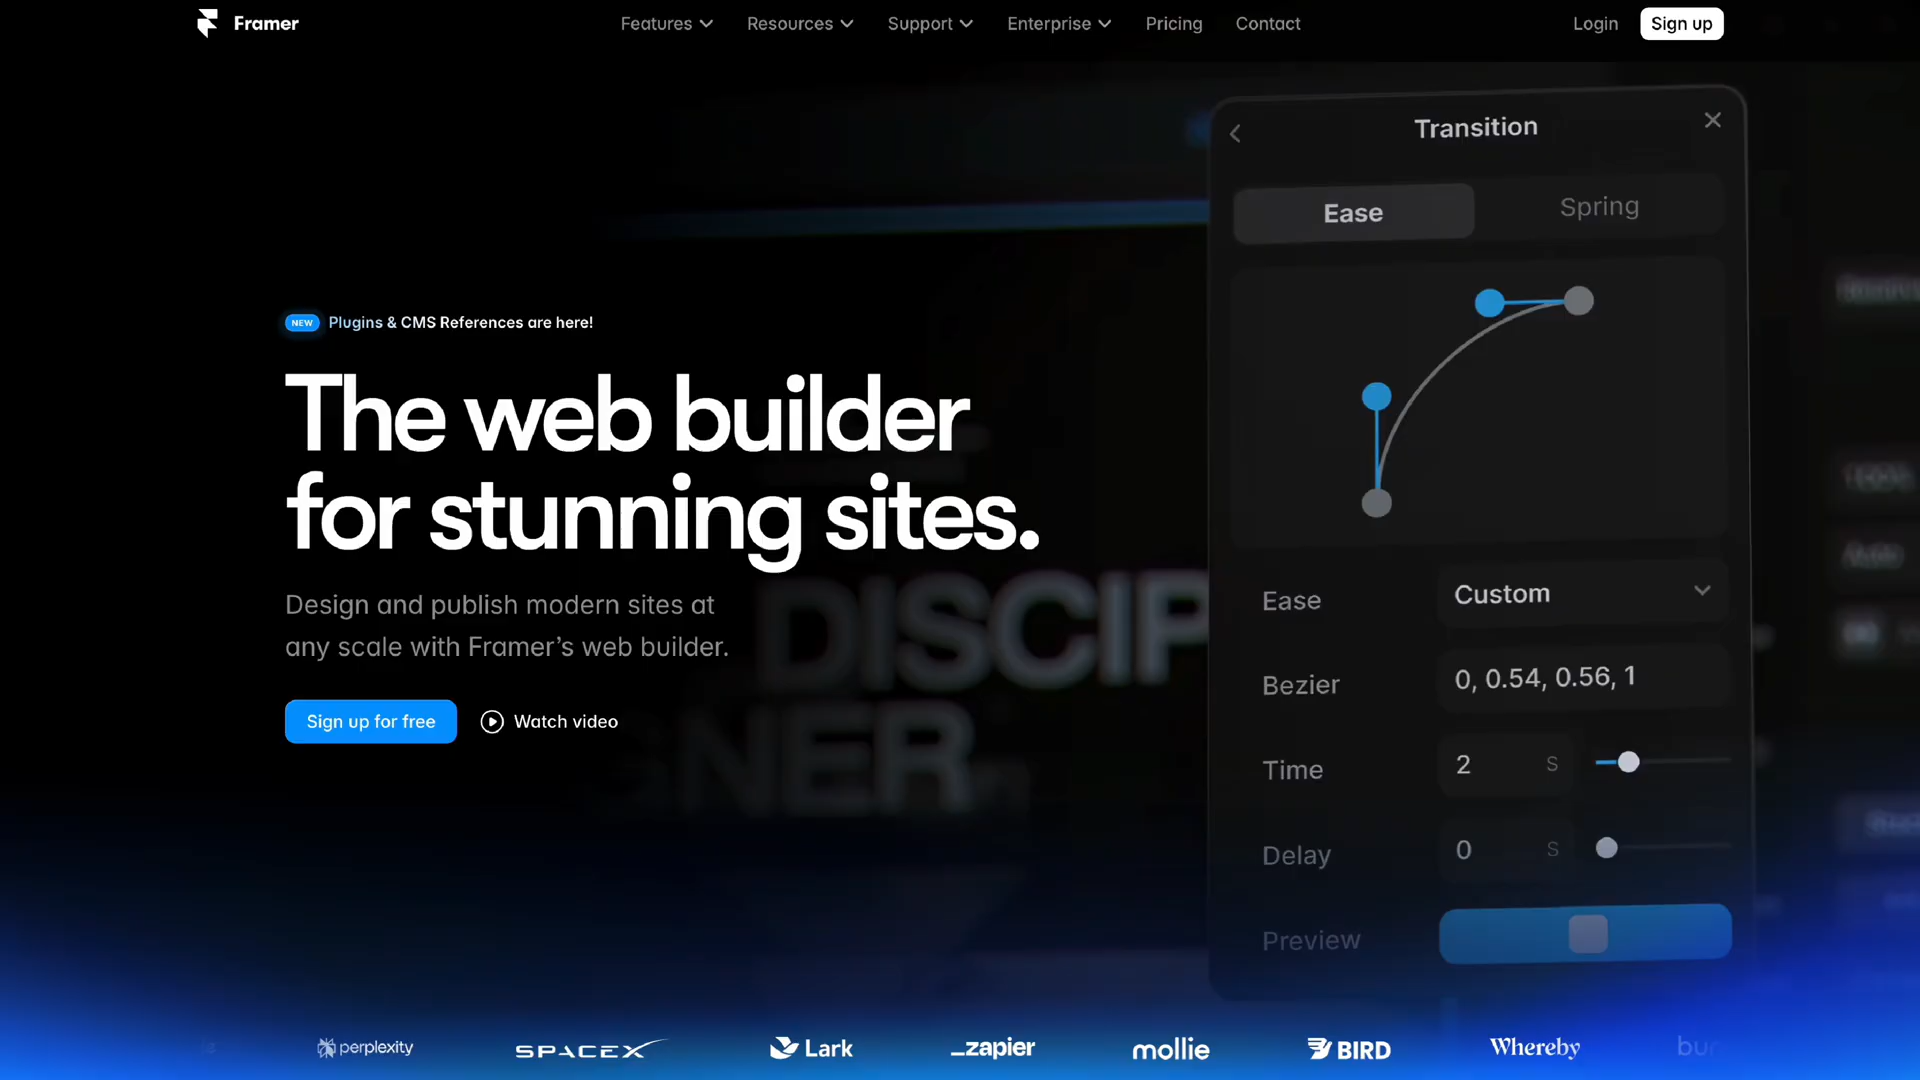 Framer
Features
Resources
Support
Enterprise
Pricing
Contact
Login
Sign up
NEW Plugins & CMS References are here!
The web builder
for stunning sites.
Design and publish modern sites at
any scale with Framer’s web builder.
Sign up for free
Watch video
DISCIP
GNER
Transition
Ease
Spring
Ease
Custom
Bezier
0, 0.54, 0.56, 1
Time
2
S
Delay
0
S
Preview
perplexity
SPACEX
Lark
_zapier
mollie
BIRD
Whereby